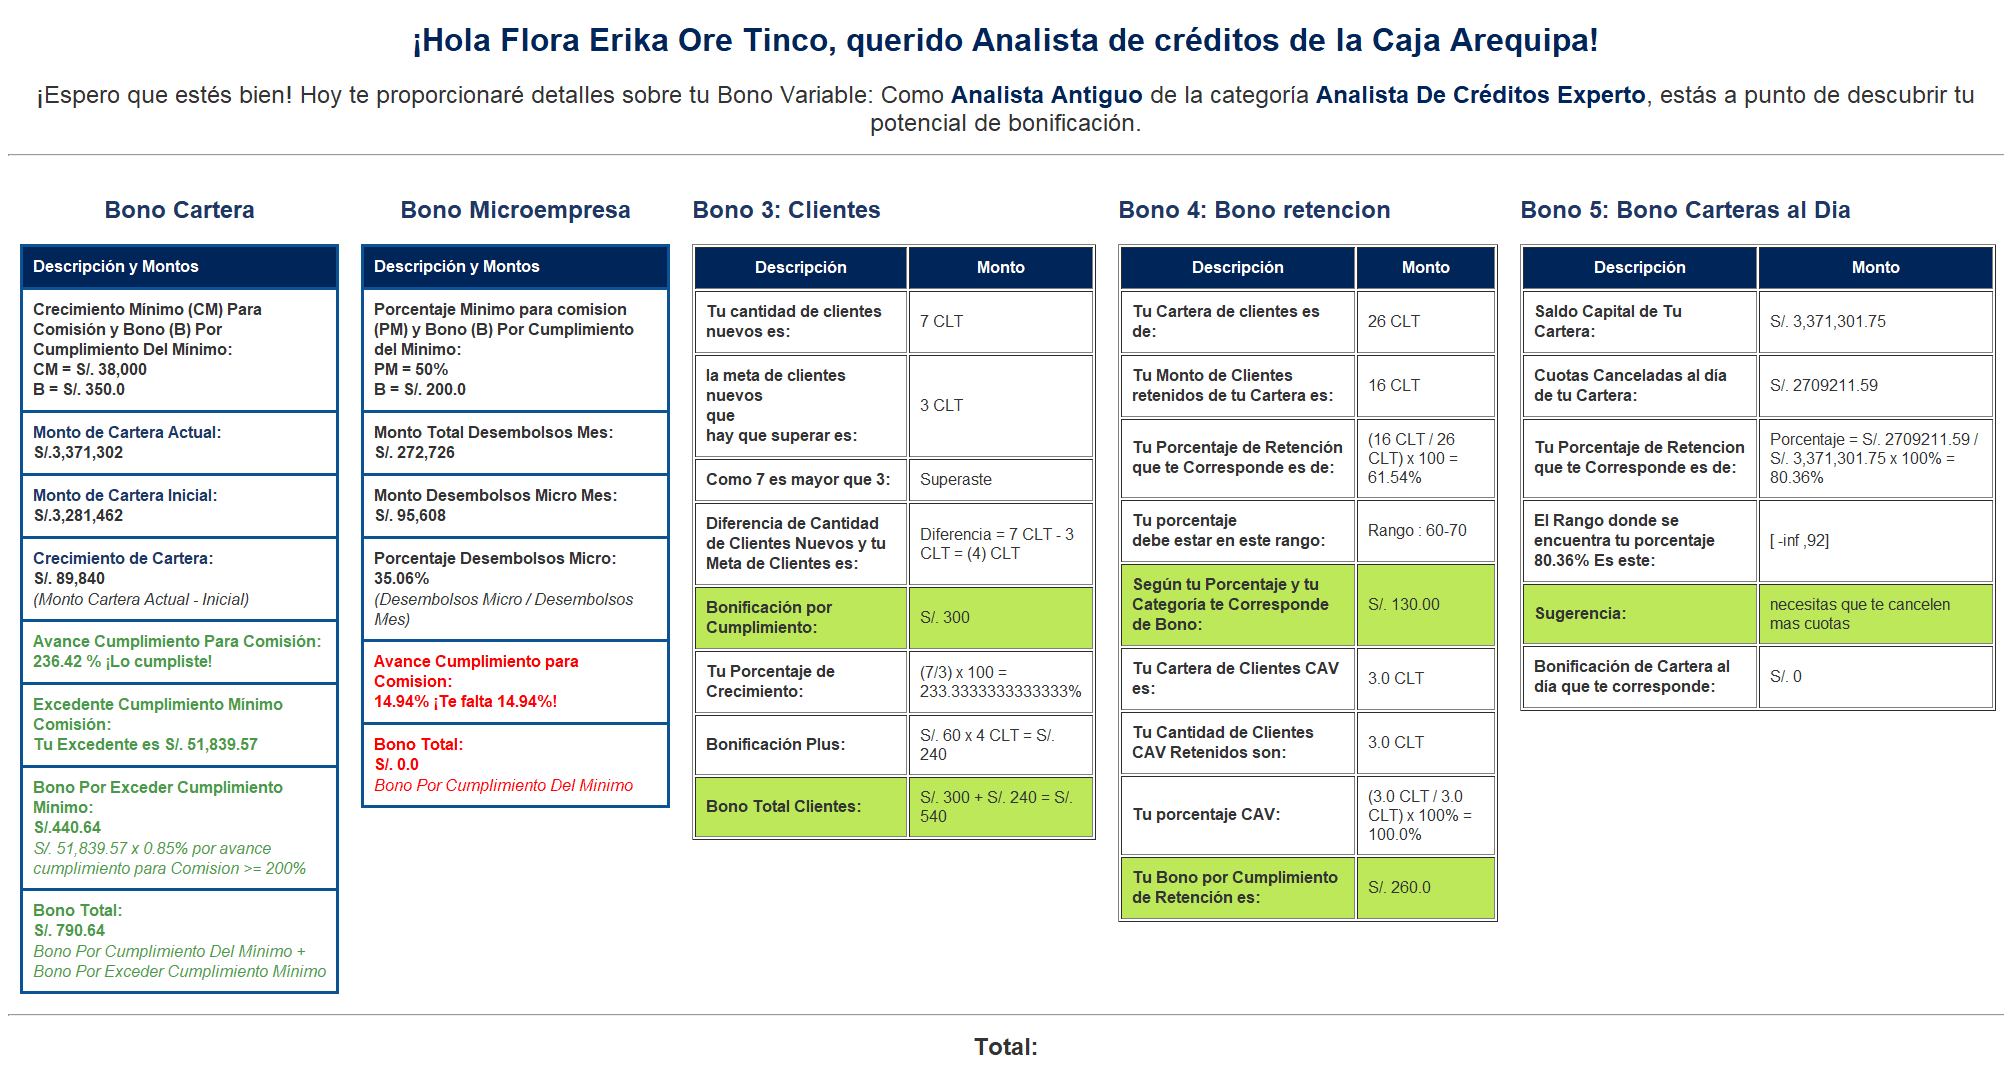 ¡Hola Flora Erika Ore Tinco, querido Analista de créditos de la Caja Arequipa!
¡Espero que estés bien! Hoy te proporcionaré detalles sobre tu Bono Variable: Como Analista Antiguo de la categoría Analista De Créditos Experto, estás a punto de descubrir tu
potencial de bonificación.
Bono Cartera
Descripción y Montos
Crecimiento Mínimo (CM) Para
Comisión y Bono (B) Por
Cumplimiento Del Mínimo:
CM = S/. 38,000
B = S/. 350.0
Monto de Cartera Actual:
S/.3,371,302
Monto de Cartera Inicial:
S/.3,281,462
Crecimiento de Cartera:
S/. 89,840
(Monto Cartera Actual - Inicial)
Avance Cumplimiento Para Comisión:
236.42 % ¡Lo cumpliste!
Excedente Cumplimiento Mínimo
Comisión:
Tu Excedente es S/. 51,839.57
Bono Por Exceder Cumplimiento
Mínimo:
S/.440.64
S/. 51,839.57 x 0.85% por avance
cumplimiento para Comision >= 200%
Bono Total:
S/. 790.64
Bono Por Cumplimiento Del Mínimo +
Bono Por Exceder Cumplimiento Mínimo
Bono Microempresa
Descripción y Montos
Porcentaje Minimo para comision
(PM) y Bono (B) Por Cumplimiento
del Mínimo:
PM = 50%
B = S/. 200.0
Monto Total Desembolsos Mes:
S/. 272,726
Monto Desembolsos Micro Mes:
S/. 95,608
Porcentaje Desembolsos Micro:
35.06%
(Desembolsos Micro / Desembolsos
Mes)
Avance Cumplimiento para
Comision:
14.94% ¡Te falta 14.94%!
Bono Total:
S/. 0.0
Bono Por Cumplimiento Del Minimo
Bono 3: Clientes
Descripción Monto
Tu cantidad de clientes
nuevos es:
7 CLT
la meta de clientes
nuevos
que
hay que superar es:
3 CLT
Como 7 es mayor que 3: Superaste
Diferencia de Cantidad
de Clientes Nuevos y tu
Meta de Clientes es:
Diferencia = 7 CLT - 3
CLT = (4) CLT
Bonificación por
Cumplimiento:
S/. 300
Tu Porcentaje de
Crecimiento:
(7/3) x 100 =
233.3333333333333%
Bonificación Plus:
S/. 60 x 4 CLT = S/.
240
Bono Total Clientes:
S/. 300 + S/. 240 = S/.
540
Bono 4: Bono retencion
Descripción Monto
Tu Cartera de clientes es
de:
26 CLT
Tu Monto de Clientes
retenidos de tu Cartera es:
16 CLT
Tu Porcentaje de Retención
que te Corresponde es de:
(16 CLT / 26
CLT) x 100 =
61.54%
Tu porcentaje
debe estar en este rango:
Rango : 60-70
Según tu Porcentaje y tu
Categoría te Corresponde
de Bono:
S/. 130.00
Tu Cartera de Clientes CAV
es:
3.0 CLT
Tu Cantidad de Clientes
CAV Retenidos son:
3.0 CLT
Tu porcentaje CAV:
(3.0 CLT / 3.0
CLT) x 100% =
100.0%
Tu Bono por Cumplimiento
de Retención es:
S/. 260.0
Bono 5: Bono Carteras al Dia
Descripción Monto
Saldo Capital de Tu
Cartera:
S/. 3,371,301.75
Cuotas Canceladas al día
de tu Cartera:
S/. 2709211.59
Tu Porcentaje de Retencion
que te Corresponde es de:
Porcentaje = S/. 2709211.59 /
S/. 3,371,301.75 x 100% =
80.36%
El Rango donde se
encuentra tu porcentaje
80.36% Es este:
[ -inf ,92]
Sugerencia:
necesitas que te cancelen
mas cuotas
Bonificación de Cartera al
día que te corresponde:
S/. 0
Total: